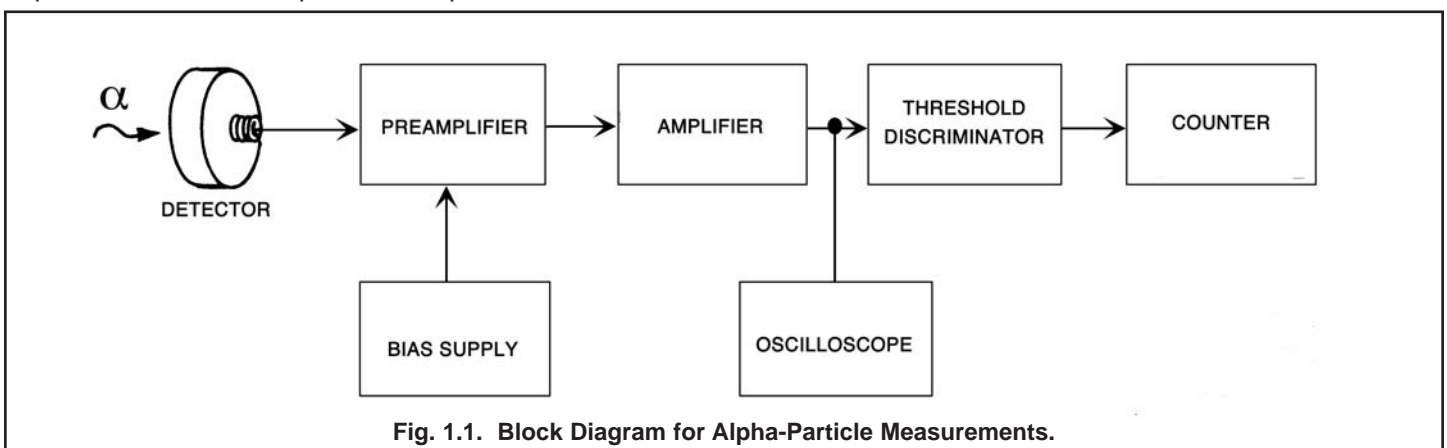 α
DETECTOR
PREAMPLIFIER
AMPLIFIER
THRESHOLD
DISCRIMINATOR
COUNTER
BIAS SUPPLY
OSCILLOSCOPE
Fig. 1.1. Block Diagram for Alpha-Particle Measurements.